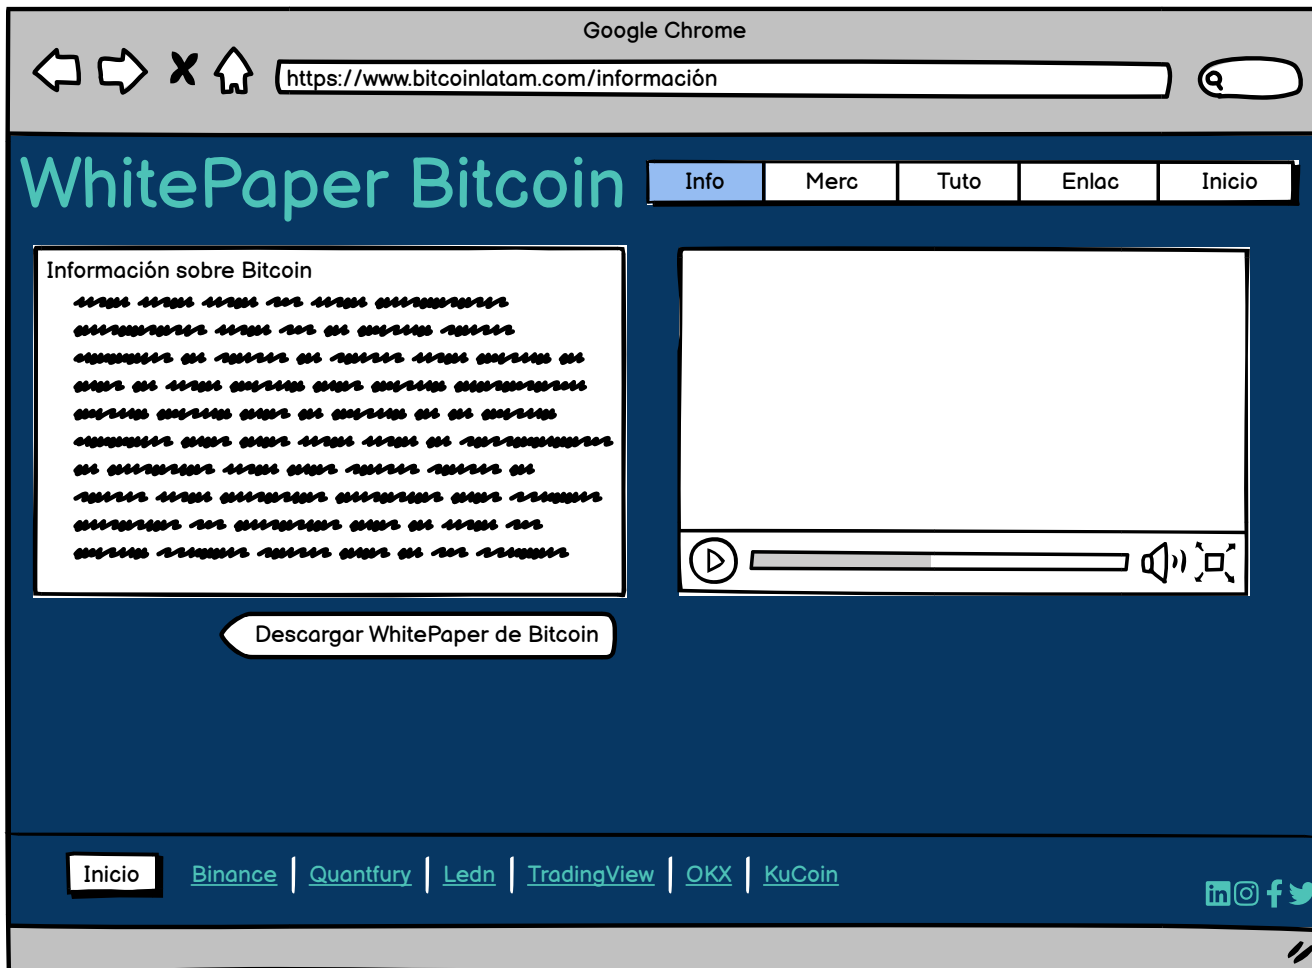 Google Chrome
https://www.bitcoinlatam.com/información
WhitePaper Bitcoin
Info Merc Tuto Enlac Inicio
Información sobre Bitcoin
Descargar WhitePaper de Bitcoin
Inicio Binance Quantfury Ledn TradingView OKX KuCoin